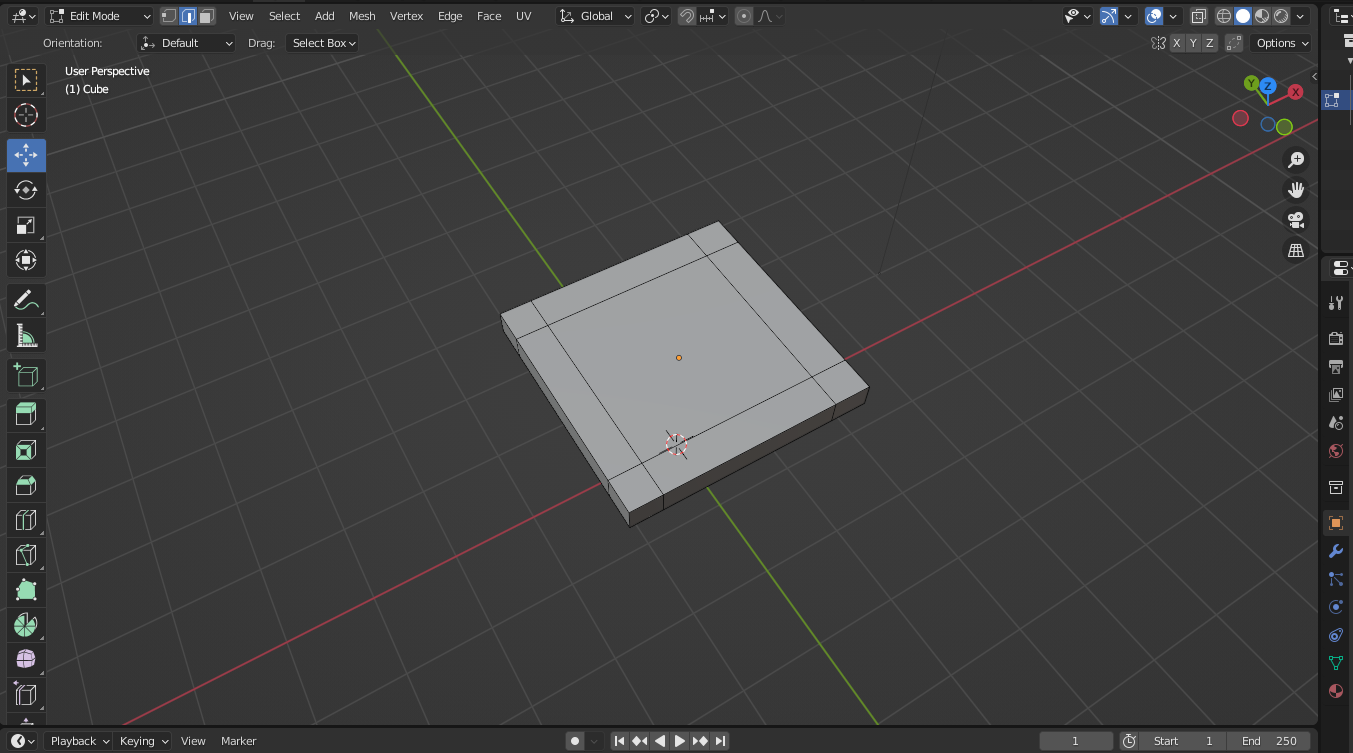 Edit Mode View Select Add Mesh Vertex Edge Face UV Global
Orientation: Default Drag: Select Box X Y Z Options
User Perspective
(1) Cube
Y Z X
Playback Keying View Marker 1 Start 1 End 250